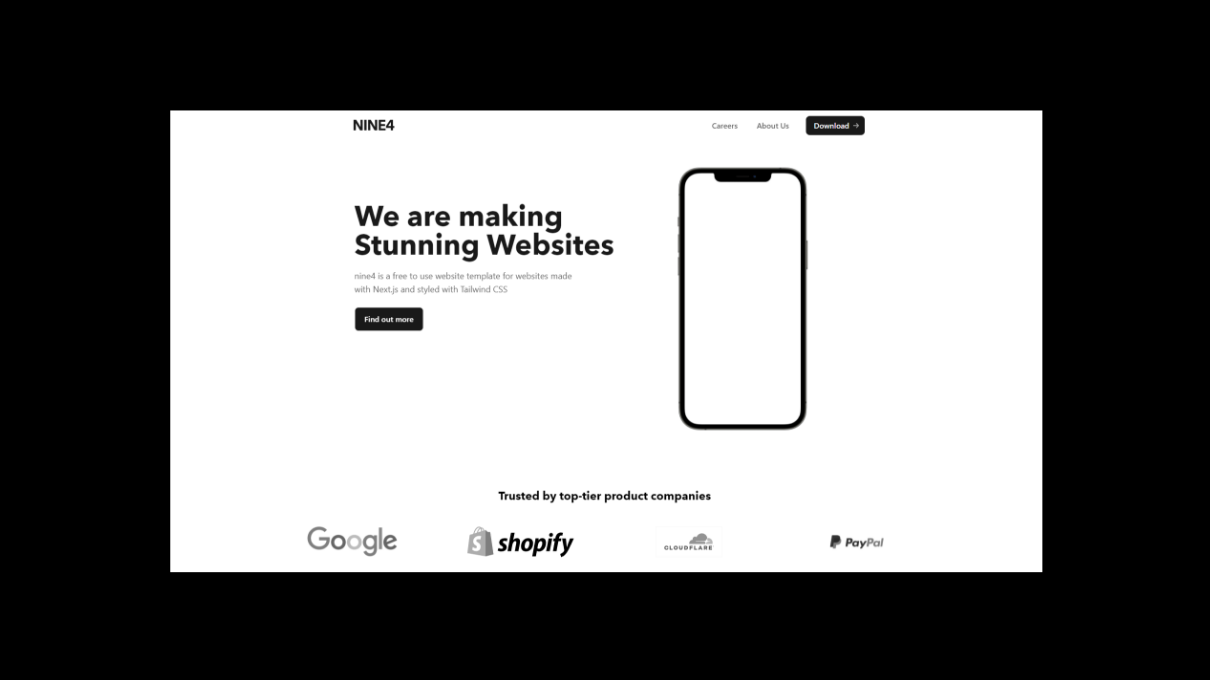 NINE4
Careers
About Us
Download →
We are making
Stunning Websites
nine4 is a free to use website template for websites made
with Next.js and styled with Tailwind CSS
Find out more
Trusted by top-tier product companies
Google
shopify
CLOUDFLARE
PayPal